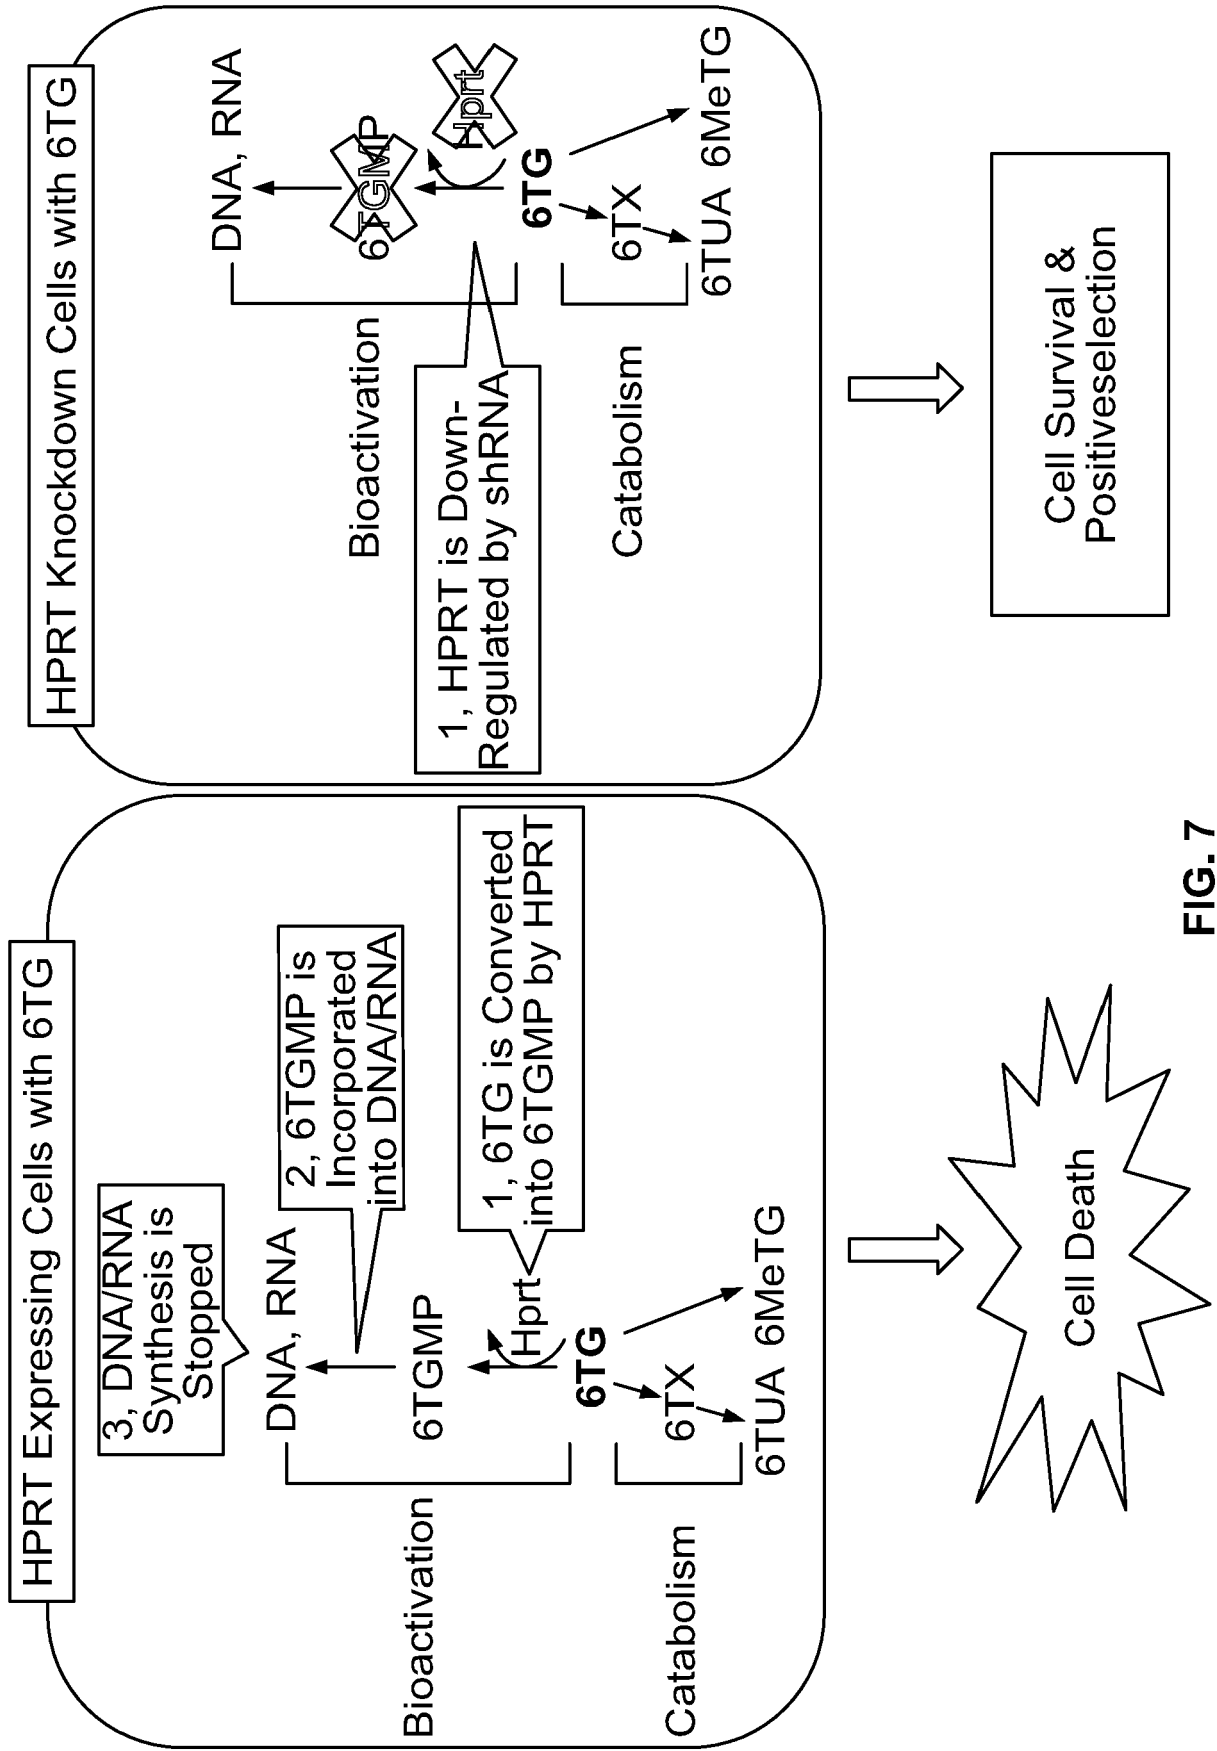 HPRT Expressing Cells with 6TG
3, DNA/RNA
Synthesis is
Stopped
DNA, RNA
2, 6TGMP is
Incorporated
into DNA/RNA
Bioactivation
6TGMP
Hprt
1, 6TG is Converted
into 6TGMP by HPRT
6TG
Catabolism
6TX
6TUA 6MeTG
Cell Death
HPRT Knockdown Cells with 6TG
DNA, RNA
Bioactivation
6TGMP
Hprt
1, HPRT is Down-
Regulated by shRNA
6TG
Catabolism
6TX
6TUA 6MeTG
Cell Survival &
Positiveselection
FIG. 7